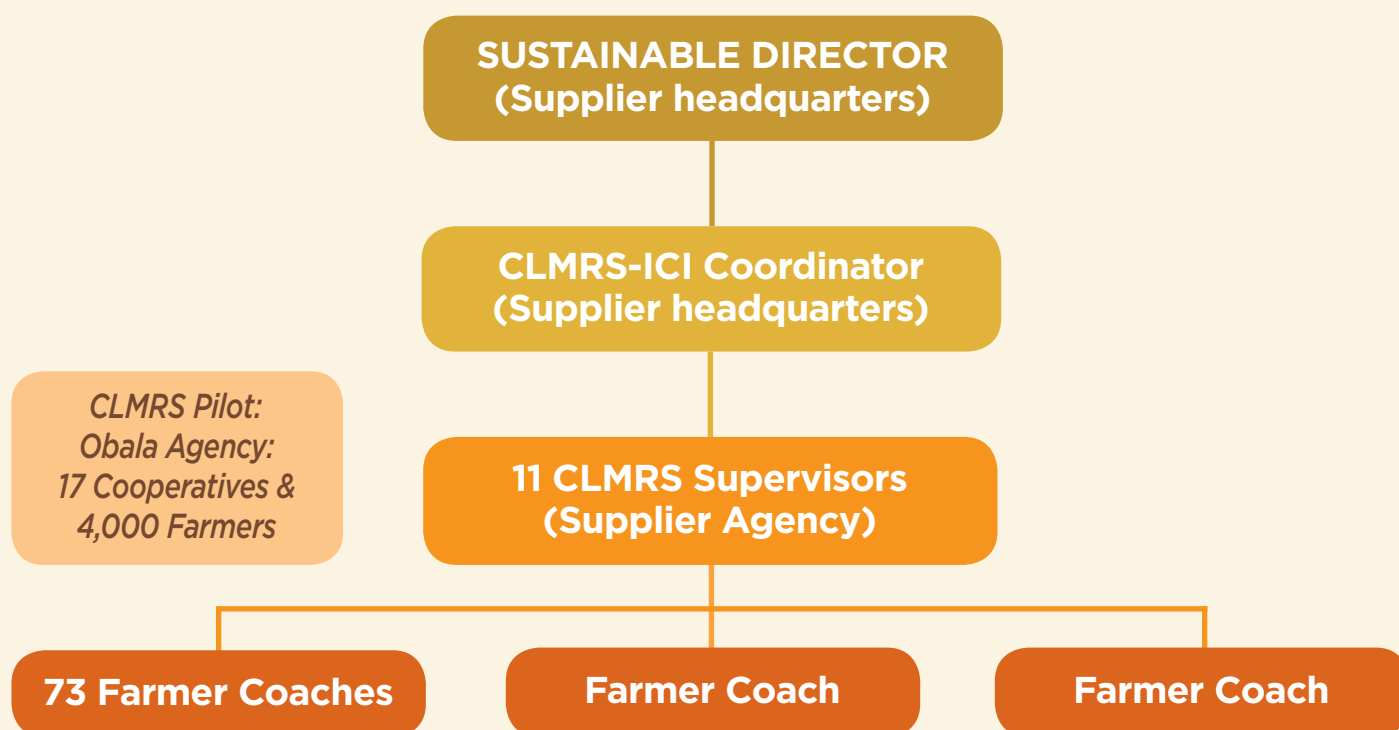 SUSTAINABLE DIRECTOR
(Supplier headquarters)
CLMRS-ICI Coordinator
(Supplier headquarters)
CLMRS Pilot:
Obala Agency:
17 Cooperatives &
4,000 Farmers
11 CLMRS Supervisors
(Supplier Agency)
73 Farmer Coaches
Farmer Coach
Farmer Coach